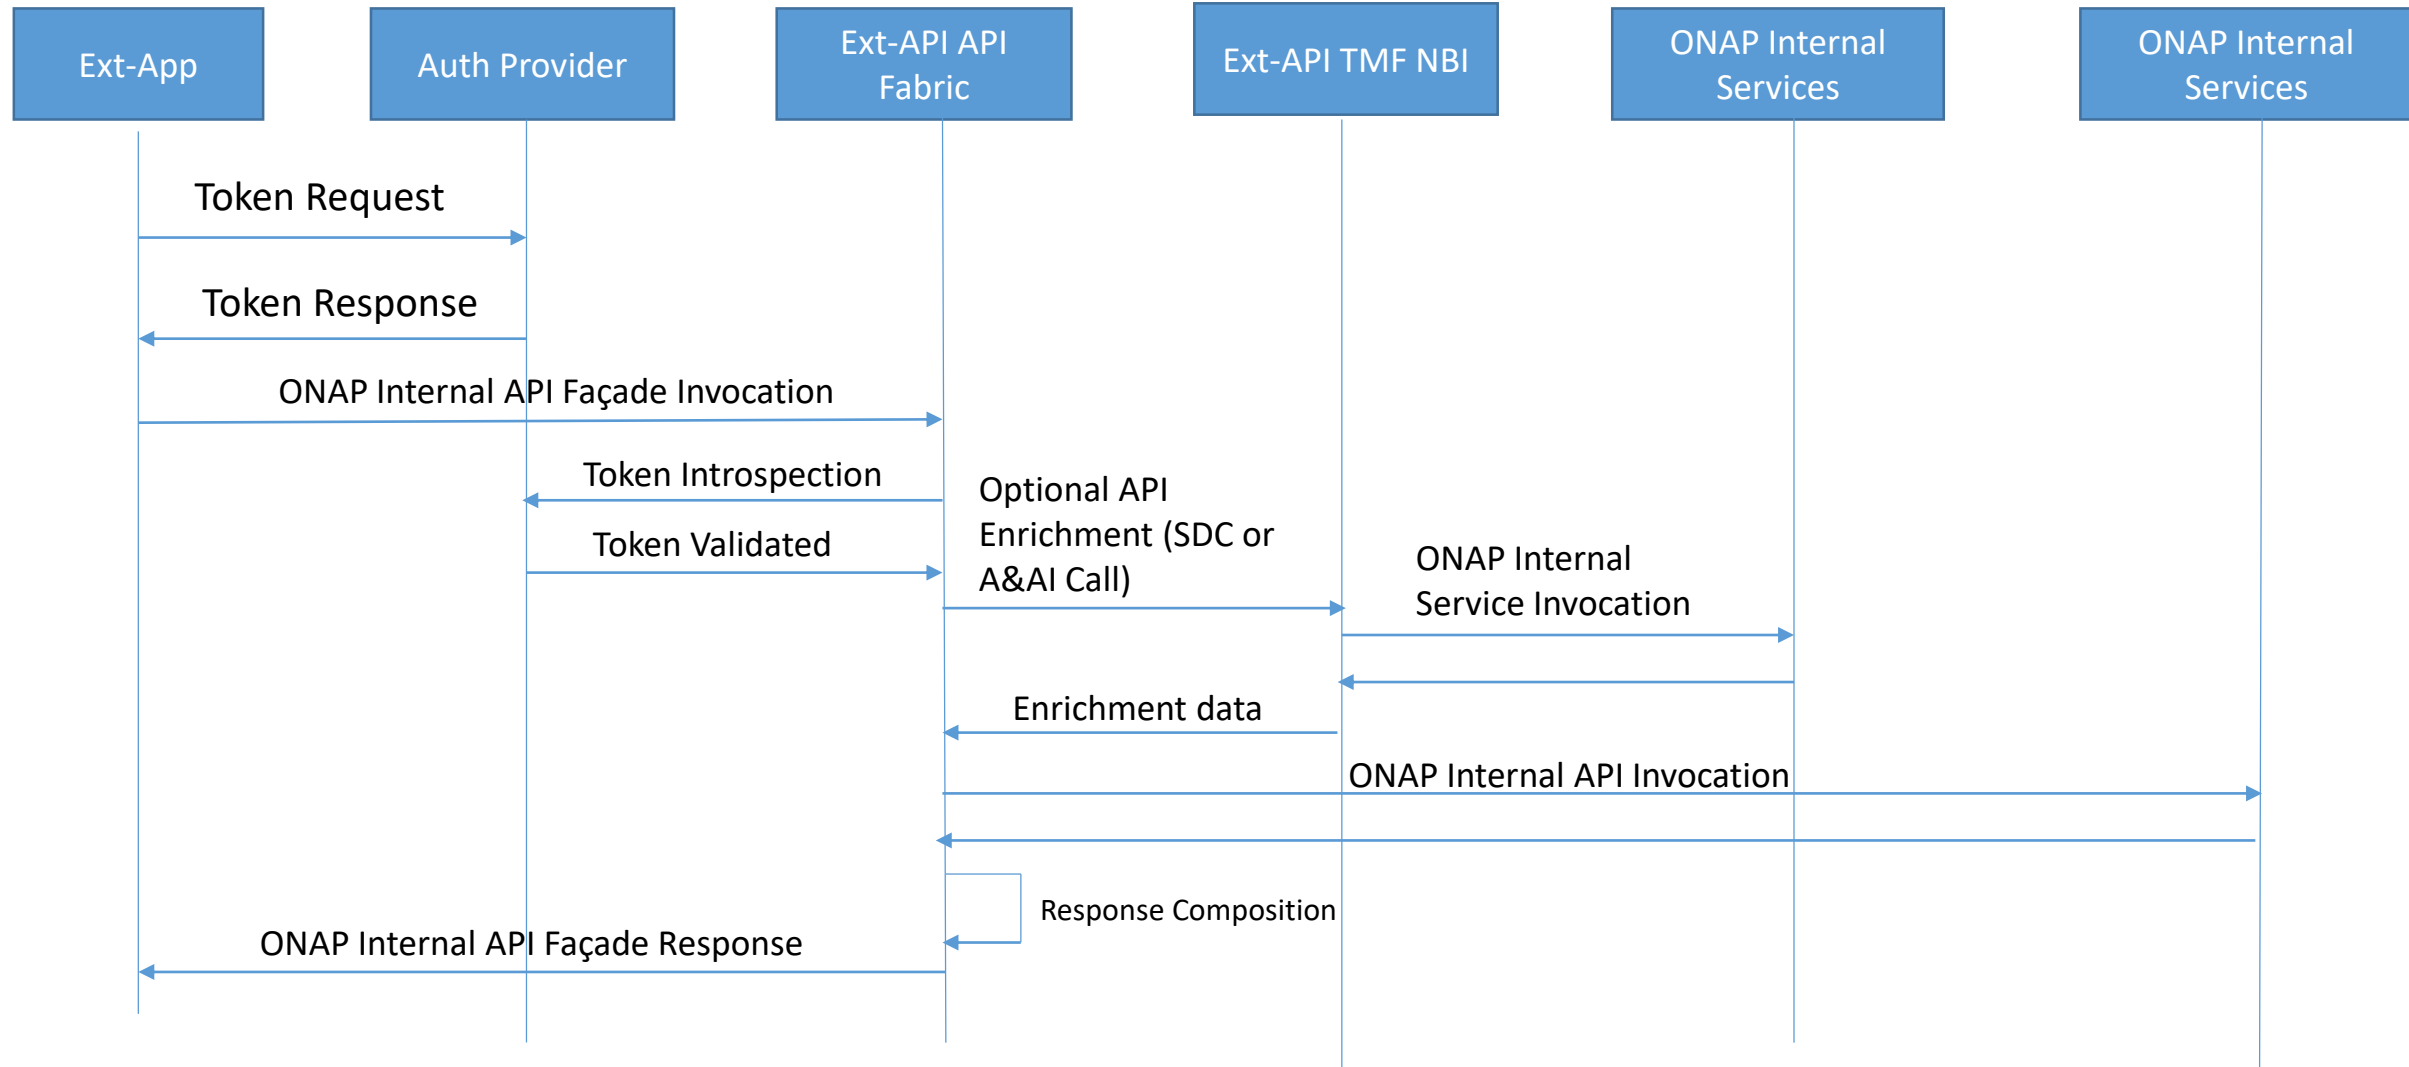 Ext-App
Auth Provider
Ext-API API
Fabric
Ext-API TMF NBI
ONAP Internal
Services
ONAP Internal
Services
Token Request
Token Response
ONAP Internal API Façade Invocation
Token Introspection
Optional API
Enrichment (SDC or
A&AI Call)
Token Validated
ONAP Internal
Service Invocation
Enrichment data
ONAP Internal API Invocation
Response Composition
ONAP Internal API Façade Response